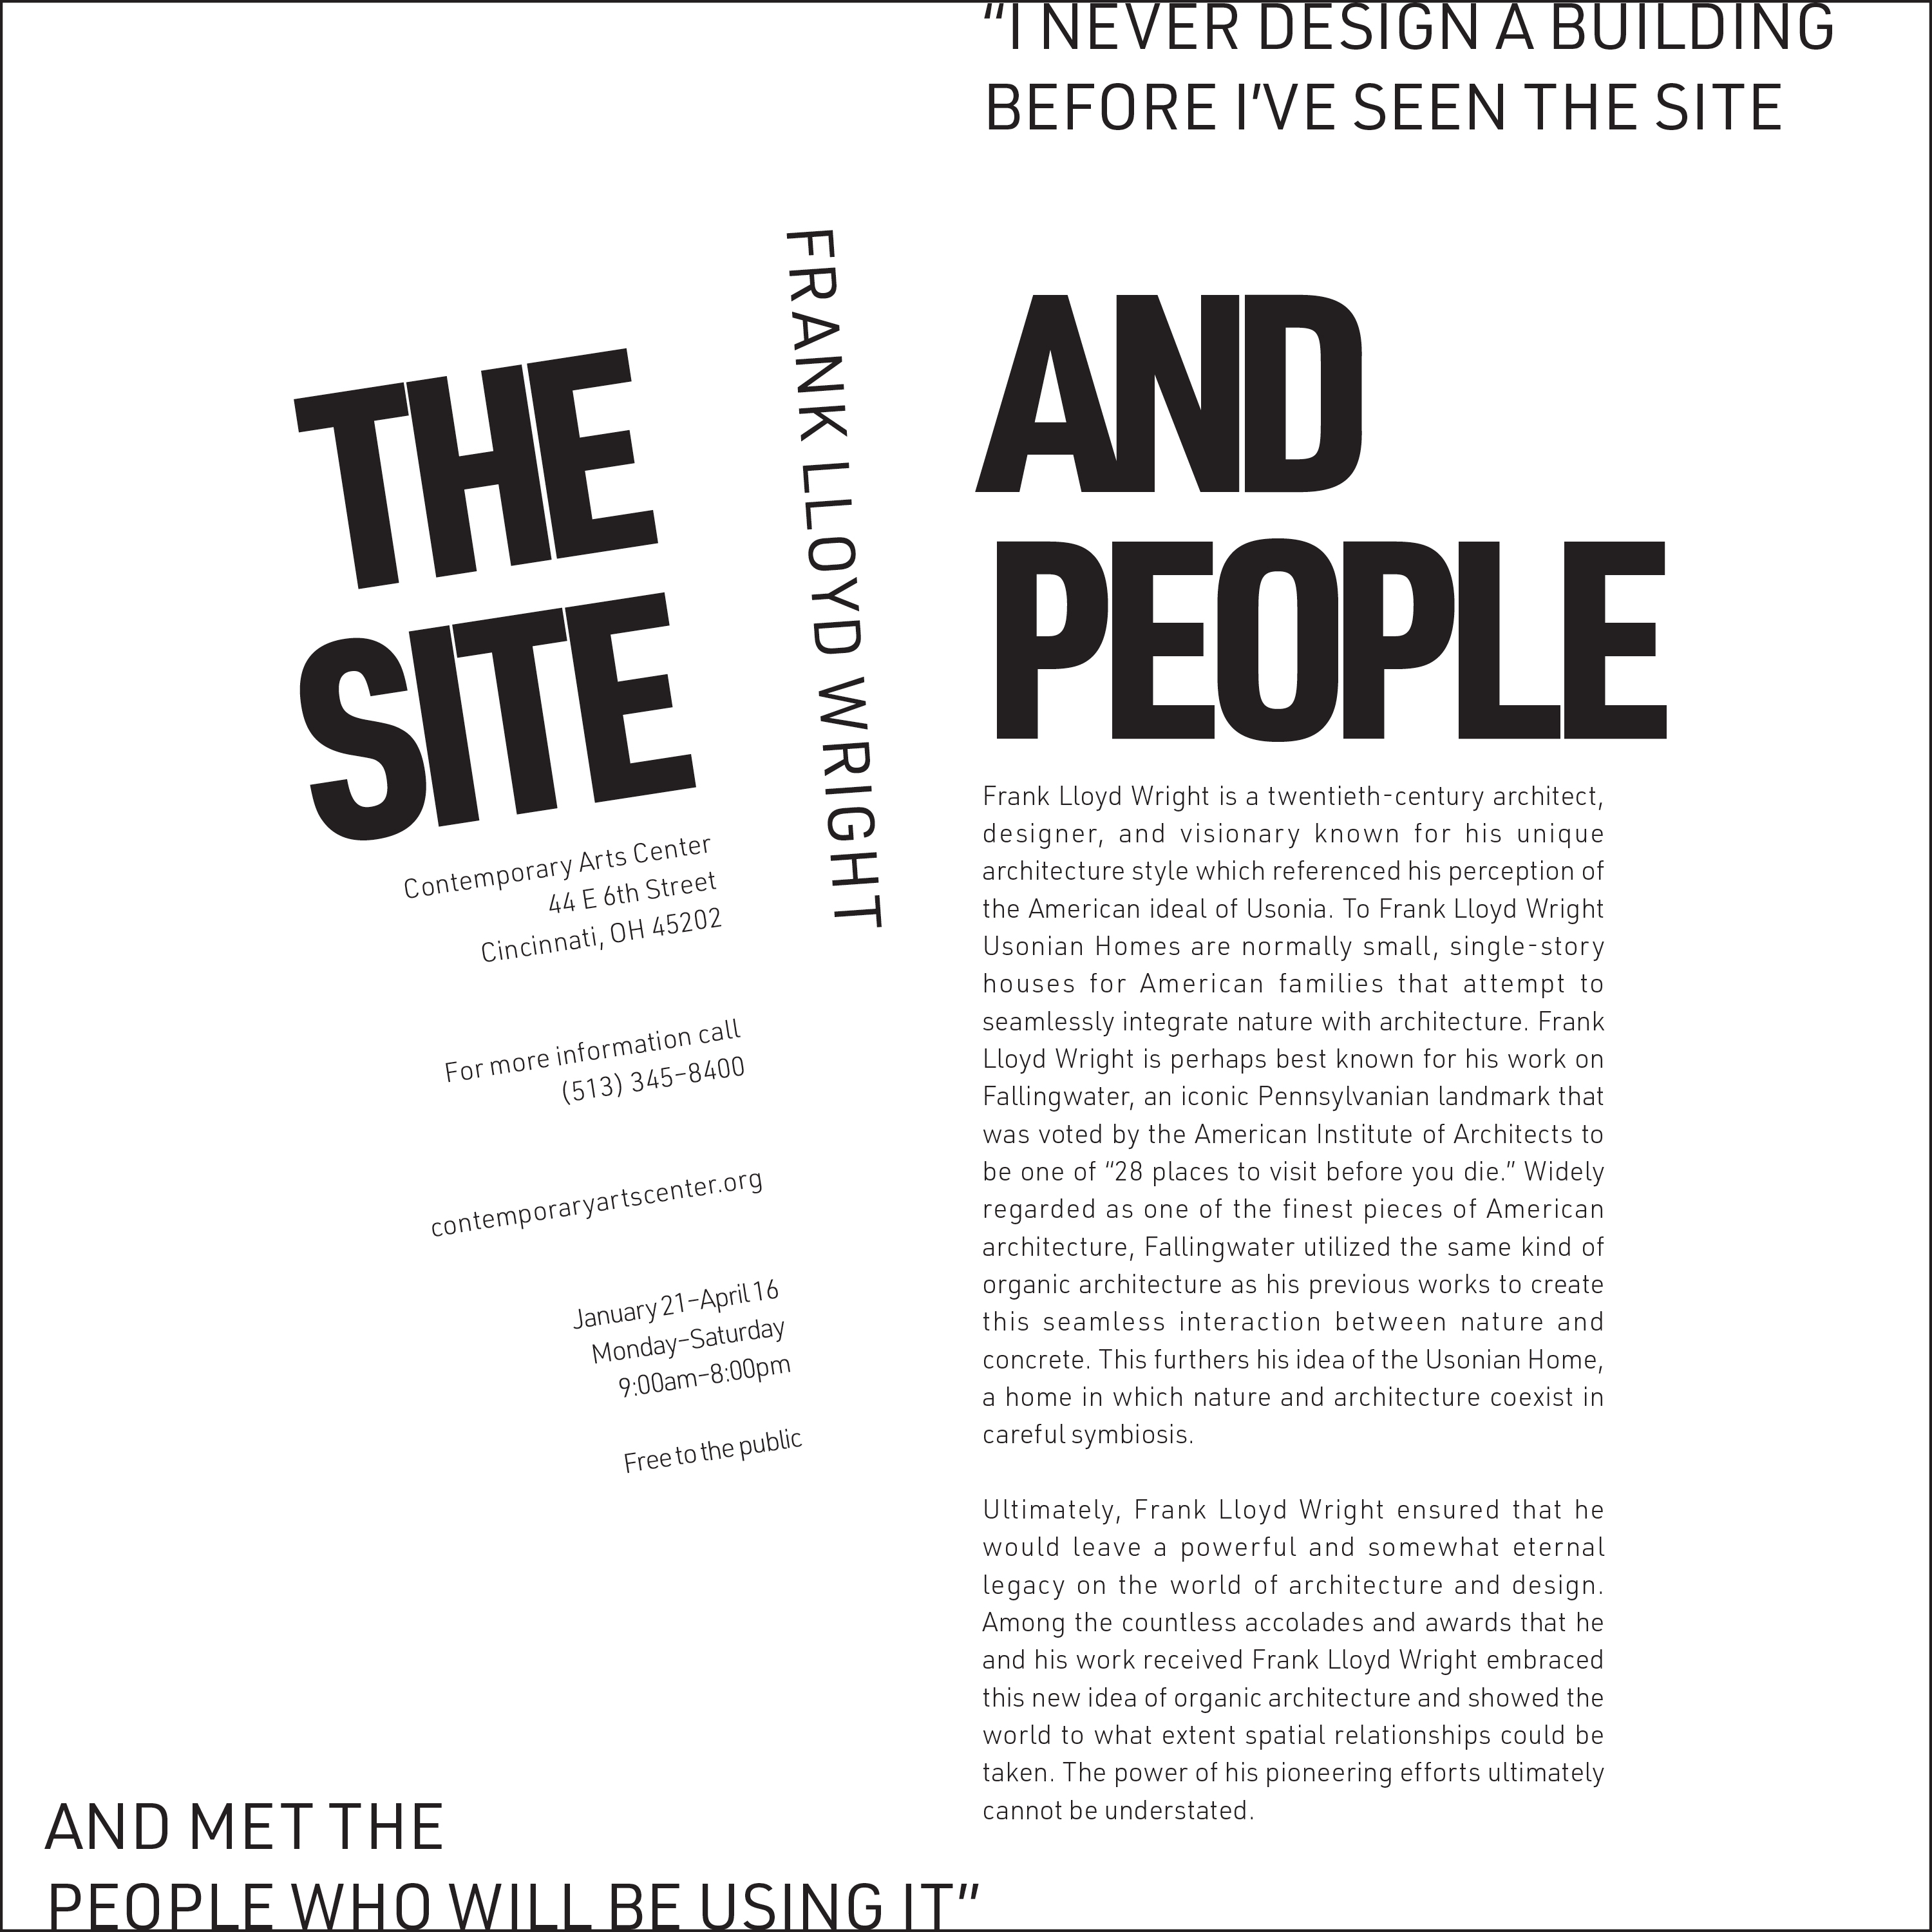 “I NEVER DESIGN A BUILDING
BEFORE I’VE SEEN THE SITE
THE
SITE
FRANK LLOYD WRIGHT
AND
PEOPLE
Contemporary Arts Center
44 E 6th Street
Cincinnati, OH 45202
For more information call
(513) 345–8400
contemporaryartscenter.org
January 21–April 16
Monday–Saturday
9:00am–8:00pm
Free to the public
Frank Lloyd Wright is a twentieth-century architect,
designer, and visionary known for his unique
architecture style which referenced his perception of
the American ideal of Usonia. To Frank Lloyd Wright
Usonian Homes are normally small, single-story
houses for American families that attempt to
seamlessly integrate nature with architecture. Frank
Lloyd Wright is perhaps best known for his work on
Fallingwater, an iconic Pennsylvanian landmark that
was voted by the American Institute of Architects to
be one of “28 places to visit before you die.” Widely
regarded as one of the finest pieces of American
architecture, Fallingwater utilized the same kind of
organic architecture as his previous works to create
this seamless interaction between nature and
concrete. This furthers his idea of the Usonian Home,
a home in which nature and architecture coexist in
careful symbiosis.
Ultimately, Frank Lloyd Wright ensured that he
would leave a powerful and somewhat eternal
legacy on the world of architecture and design.
Among the countless accolades and awards that he
and his work received Frank Lloyd Wright embraced
this new idea of organic architecture and showed the
world to what extent spatial relationships could be
taken. The power of his pioneering efforts ultimately
cannot be understated.
AND MET THE
PEOPLE WHO WILL BE USING IT”